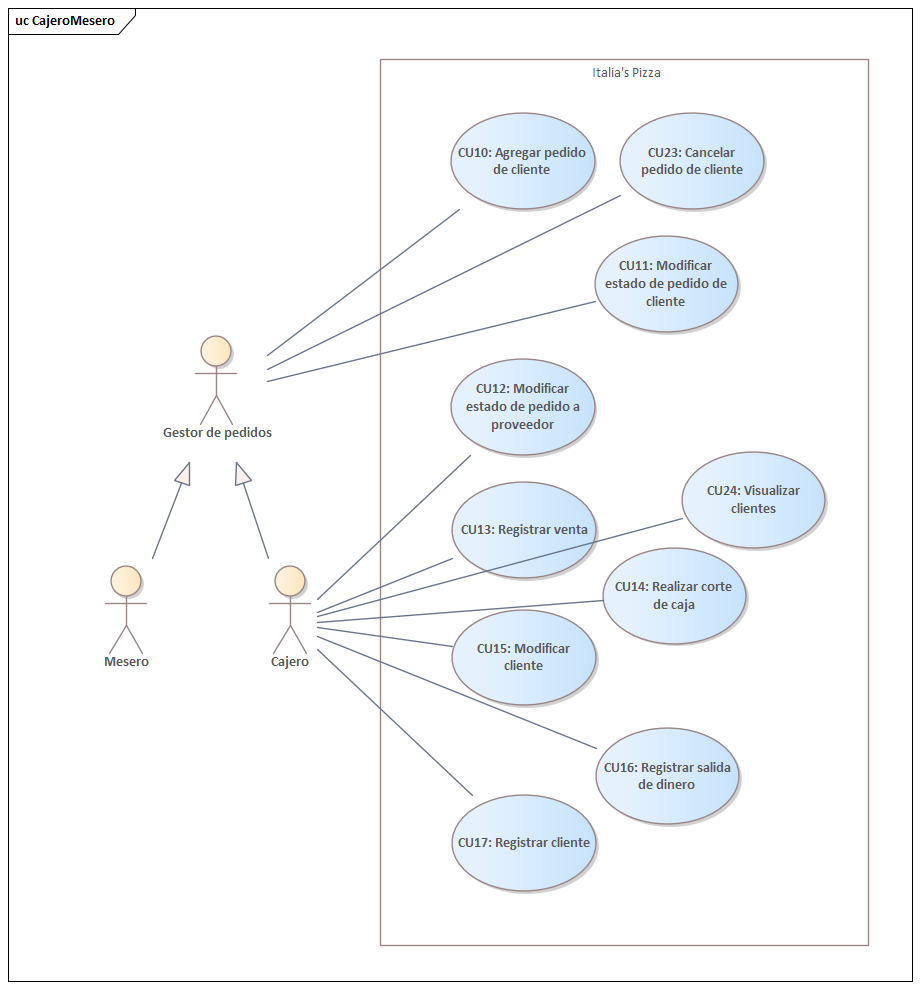 uc CajeroMesero
Italia's Pizza
CU10: Agregar pedido
de cliente
CU23: Cancelar
pedido de cliente
CU11: Modificar
estado de pedido de
cliente
Gestor de pedidos
CU12: Modificar
estado de pedido a
proveedor
CU24: Visualizar
clientes
CU13: Registrar venta
CU14: Realizar corte
de caja
Mesero
Cajero
CU15: Modificar
cliente
CU16: Registrar salida
de dinero
CU17: Registrar cliente